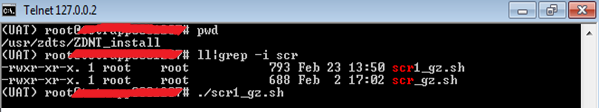 Telnet 127.0.0.2
(UAT) root# pwd
/usr/zdts/ZDNT_install
(UAT) root# ll|grep -i scr
-rwxr-xr-x. 1 root root 793 Feb 23 13:50 scr1_gz.sh
-rwxr-xr-x. 1 root root 688 Feb 2 17:02 scr_gz.sh
(UAT) root# ./scr1_gz.sh